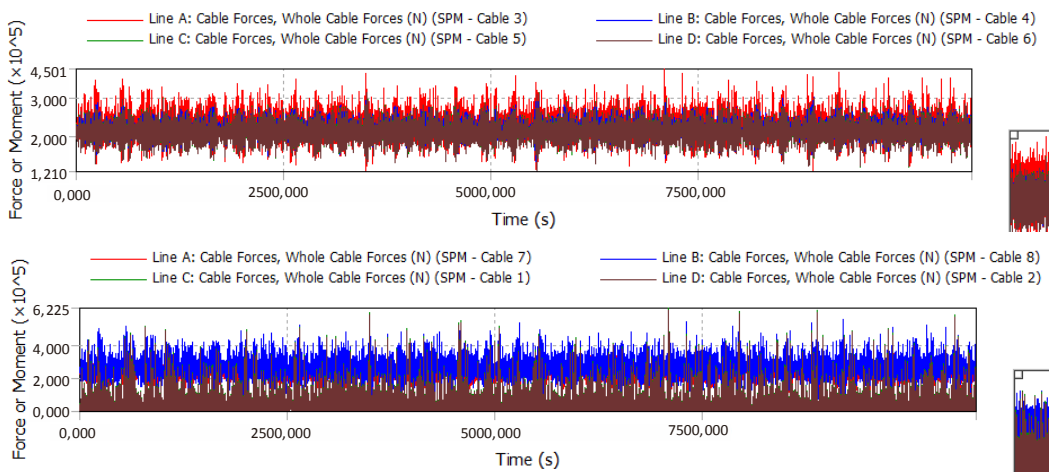 Line A: Cable Forces, Whole Cable Forces (N) (SPM - Cable 3)
Line B: Cable Forces, Whole Cable Forces (N) (SPM - Cable 4)
Line C: Cable Forces, Whole Cable Forces (N) (SPM - Cable 5)
Line D: Cable Forces, Whole Cable Forces (N) (SPM - Cable 6)
Force or Moment (×10^5)
4,501
3,000
2,000
1,210
0,000
2500,000
5000,000
7500,000
Time (s)
Line A: Cable Forces, Whole Cable Forces (N) (SPM - Cable 7)
Line B: Cable Forces, Whole Cable Forces (N) (SPM - Cable 8)
Line C: Cable Forces, Whole Cable Forces (N) (SPM - Cable 1)
Line D: Cable Forces, Whole Cable Forces (N) (SPM - Cable 2)
Force or Moment (×10^5)
6,225
4,000
2,000
0,000
0,000
2500,000
5000,000
7500,000
Time (s)